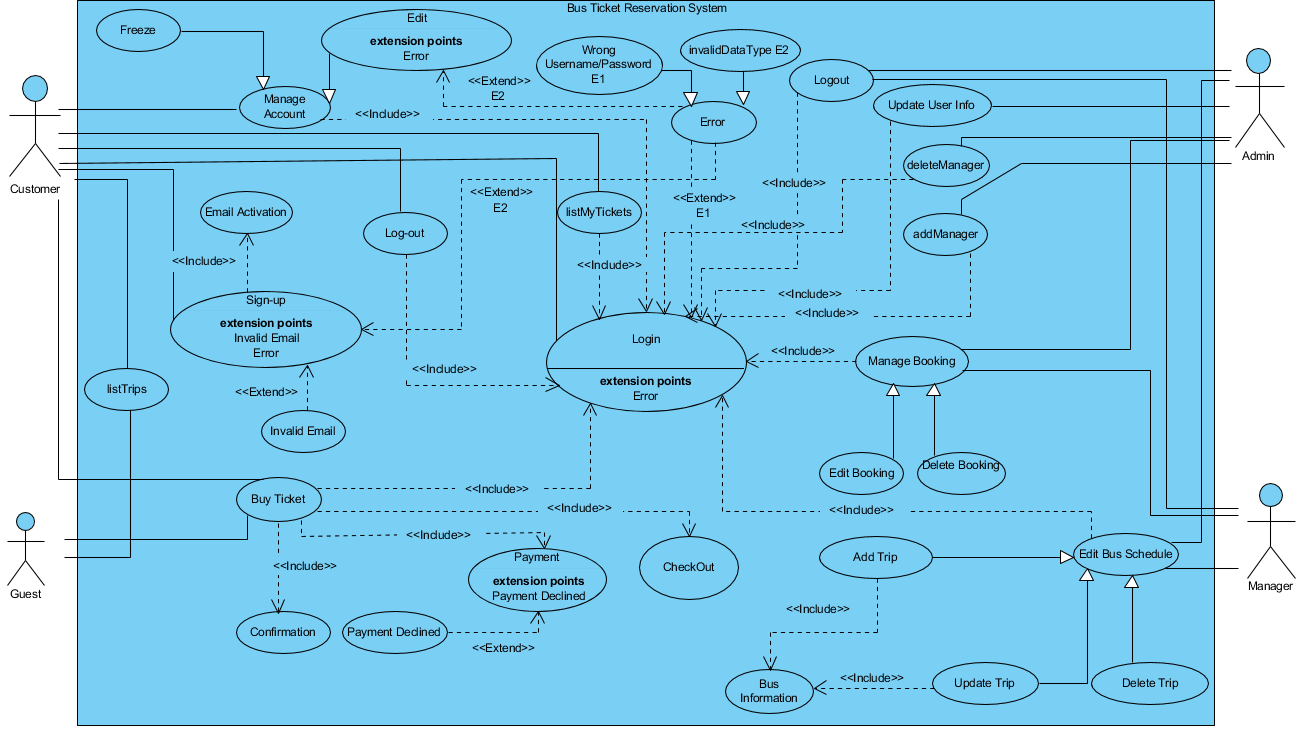 Bus Ticket Reservation System
Freeze
Edit
extension points
Error
Wrong
Username/Password
E1
invalidDataType E2
Logout
<<Extend>>
E2
Manage
Account
<<Include>>
Error
Update User Info
Customer
Admin
deleteManager
<<Include>>
<<Extend>>
E2
<<Extend>>
E1
Email Activation
listMyTickets
Log-out
<<Include>>
addManager
<<Include>>
<<Include>>
<<Include>>
Sign-up
extension points
Invalid Email
Error
<<Include>>
Login
extension points
Error
<<Include>>
Manage Booking
<<Include>>
listTrips
<<Extend>>
Invalid Email
Edit Booking
Delete Booking
Buy Ticket
<<Include>>
<<Include>>
<<Include>>
<<Include>>
Payment
extension points
Payment Declined
CheckOut
Add Trip
Edit Bus Schedule
<<Include>>
Guest
Manager
<<Include>>
Confirmation
Payment Declined
<<Extend>>
Bus
Information
<<Include>>
Update Trip
Delete Trip